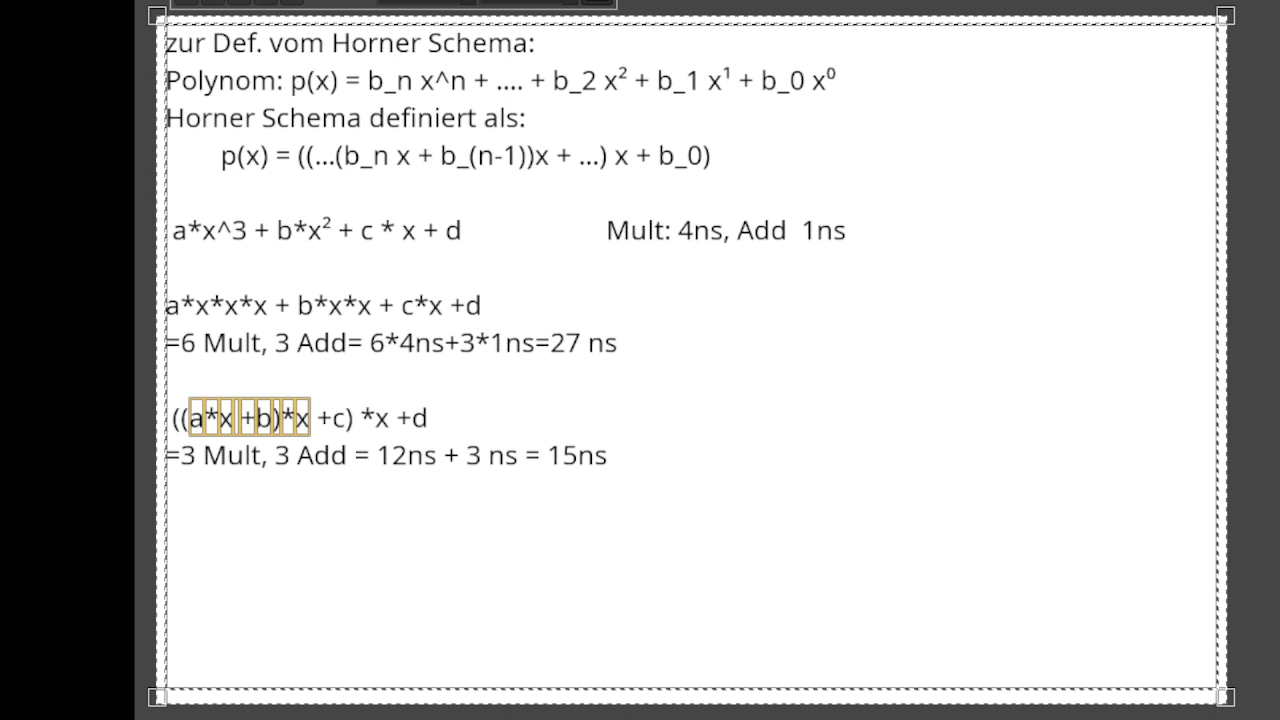 zur Def. vom Horner Schema:
Polynom: p(x) = b_n x^n + .... + b_2 x² + b_1 x¹ + b_0 x⁰
Horner Schema definiert als:
p(x) = ((...(b_n x + b_(n-1))x + ...) x + b_0)
a*x^3 + b*x² + c * x + d Mult: 4ns, Add 1ns
a*x*x*x + b*x*x + c*x +d
=6 Mult, 3 Add= 6*4ns+3*1ns=27 ns
((a*x +b)*x +c) *x +d
=3 Mult, 3 Add = 12ns + 3 ns = 15ns